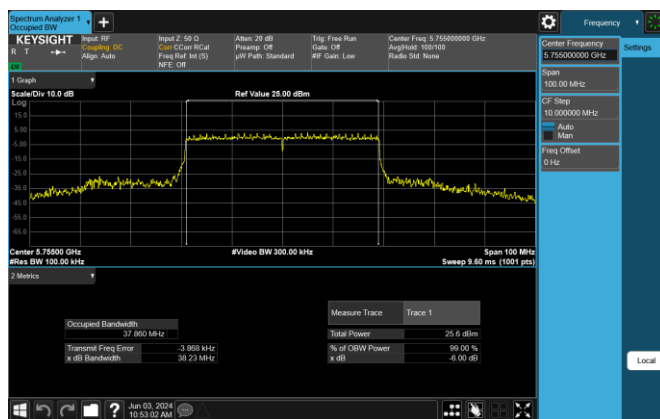 Spectrum Analyzer 1
Occupied BW
Frequency
KEYSIGHT
R T
Input: RF
Coupling: DC
Align: Auto
Input Z: 50 Ω
Corr CCorr RCal
Freq Ref: Int (S)
NFE: Off
Atten: 20 dB
Preamp: Off
µW Path: Standard
Trig: Free Run
Gate: Off
#IF Gain: Low
Center Freq: 5.755000000 GHz
Avg|Hold: 100/100
Radio Std: None
Center Frequency
5.755000000 GHz
Settings
Span
100.00 MHz
CF Step
10.000000 MHz
Auto
Man
Freq Offset
0 Hz
1 Graph
Scale/Div 10.0 dB
Ref Value 25.00 dBm
Log
15.0
5.00
-5.00
-15.0
-25.0
-35.0
-45.0
-55.0
-65.0
Center 5.75500 GHz
#Video BW 300.00 kHz
Span 100 MHz
#Res BW 100.00 kHz
Sweep 9.60 ms (1001 pts)
2 Metrics
Measure Trace
Trace 1
Occupied Bandwidth
37.860 MHz
Total Power
25.6 dBm
Transmit Freq Error
-3.868 kHz
% of OBW Power
99.00 %
x dB Bandwidth
38.23 MHz
x dB
-6.00 dB
Local
Jun 03, 2024
10:53:02 AM